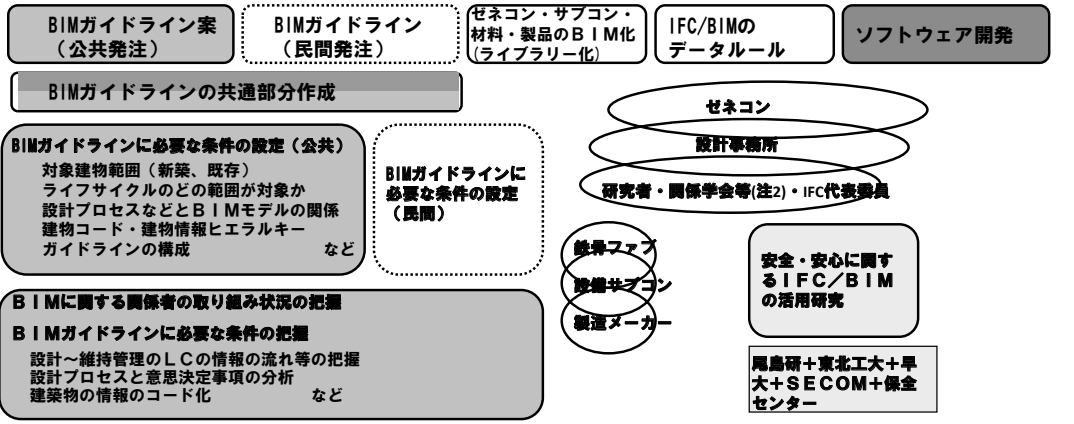 BIMガイドライン案
（公共発注）
BIMガイドライン
（民間発注）
ゼネコン・サブコン・
材料・製品のＢＩＭ化
(ライブラリー化)
IFC/BIMの
データルール
ソフトウェア開発
BIMガイドラインの共通部分作成
ゼネコン
設計事務所
研究者・関係学会等(注2)・IFC代表委員
BIMガイドラインに必要な条件の設定（公共）
対象建物範囲（新築、既存）
ライフサイクルのどの範囲が対象か
設計プロセスなどとＢＩＭモデルの関係
建物コード・建物情報ヒエラルキー
ガイドラインの構成　　　　　　など
BIMガイドラインに
必要な条件の設定
（民間）
鉄骨ファブ
設備サブコン
製造メーカー
安全・安心に関す
るＩＦＣ／ＢＩＭ
の活用研究
ＢＩＭに関する関係者の取り組み状況の把握
ＢＩＭガイドラインに必要な条件の把握
設計～維持管理のＬＣの情報の流れ等の把握
設計プロセスと意思決定事項の分析
建築物の情報のコード化　　　　　　など
尾島研＋東北工大＋早
大＋ＳＥＣＯＭ＋保全
センター